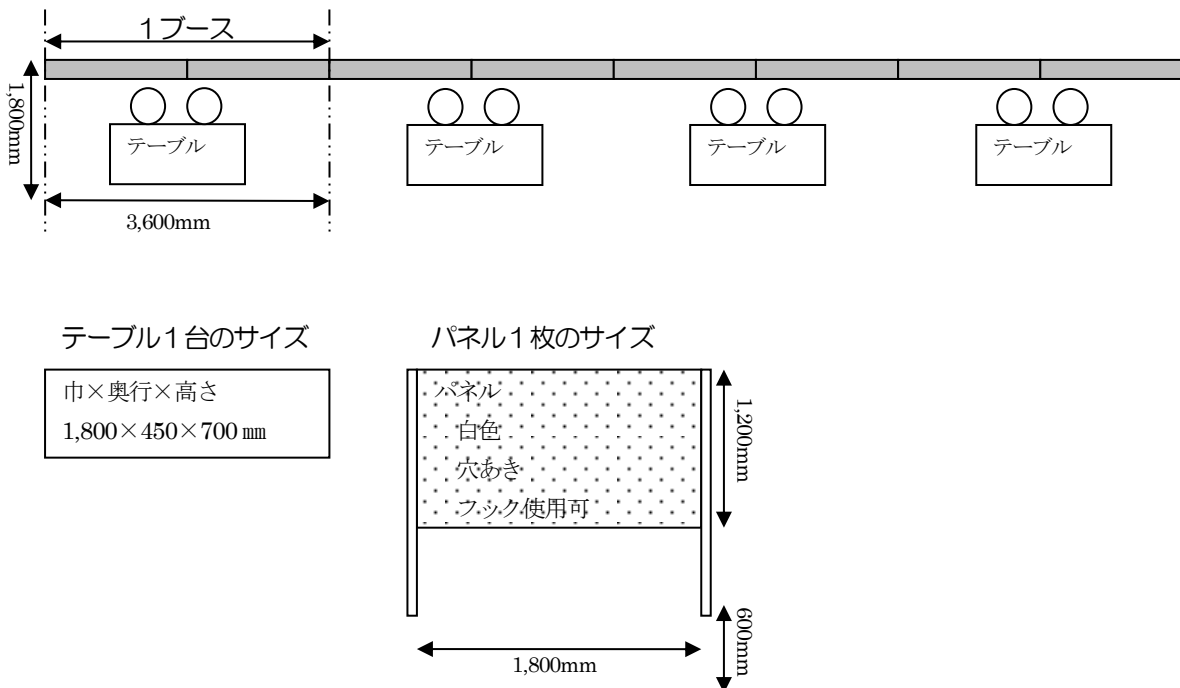 1ブース
1,800mm
テーブル
テーブル
テーブル
テーブル
3,600mm
テーブル1台のサイズ
巾×奥行×高さ
1,800×450×700㎜
パネル1枚のサイズ
パネル
白色
穴あき
フック使用可
1,200mm
600mm
1,800mm